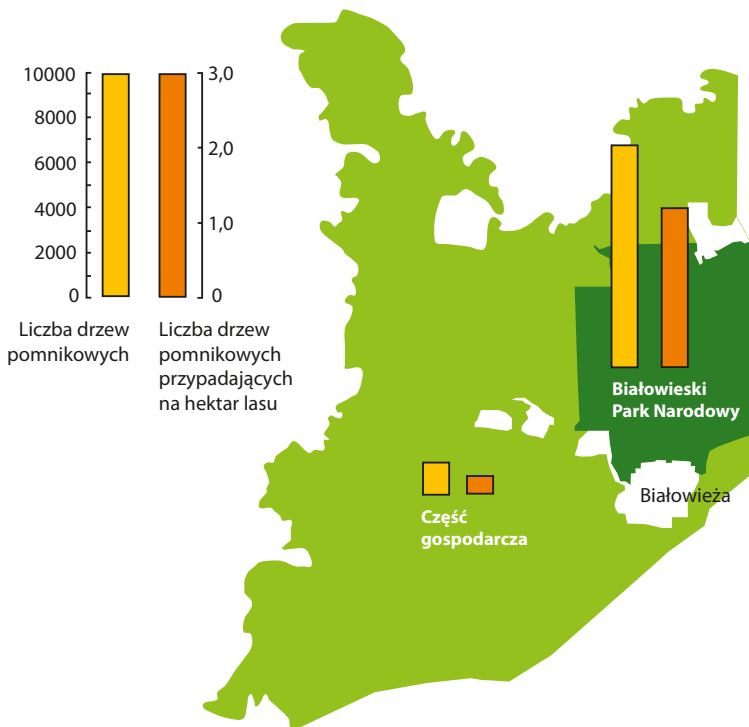 10000
8000
6000
4000
2000
0
3,0
2,0
1,0
0
Liczba drzew
pomnikowych
Liczba drzew
pomnikowych
przypadających
na hektar lasu
Białowieski
Park Narodowy
Białowieża
Część
gospodarcza